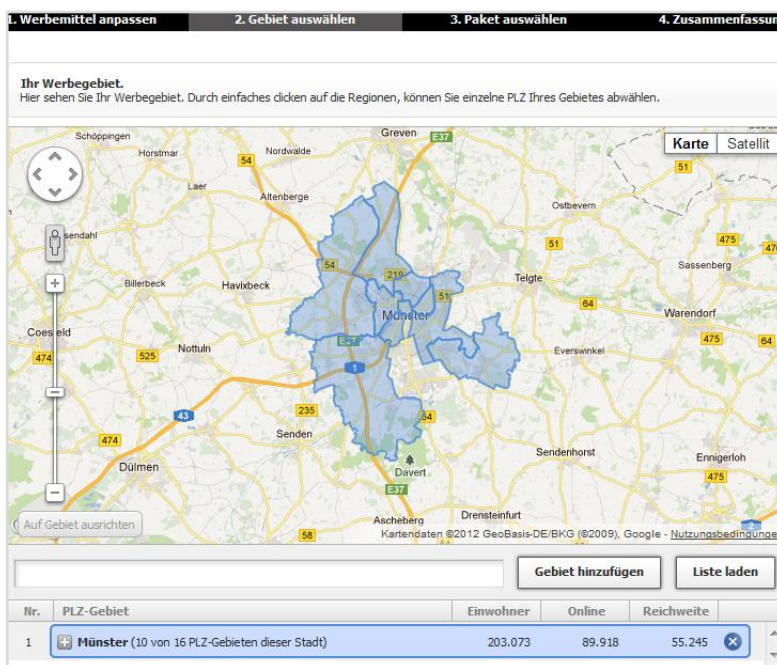 1. Werbemittel anpassen 2. Gebiet auswählen 3. Paket auswählen 4. Zusammenfassun
Ihr Werbegebiet.
Hier sehen Sie Ihr Werbegebiet. Durch einfaches clicken auf die Regionen, können Sie einzelne PLZ Ihres Gebietes abwählen.
Schöppingen Greven E37
Karte Satellit
Horstmar 54 Nordwalde
51
Laer
Altenberge
Ostbevern
sendahl 51 475
54 219 Sassenberg
Billerbeck Havixbeck Telgte
51 64
Münster Warendorf
Coesfeld E37 475 64
474 525 Nottuln Everswinkel
1
43 235 54
474 Senden
Sendenhorst Ennigerloh
Dülmen Davert 475
E37
Auf Gebiet ausrichten Ascheberg Drensteinfurt 2
58 Kartendaten ©2012 GeoBasis-DE/BKG (©2009), Google - Nutzungsbedingunge
Gebiet hinzufügen Liste laden
Nr. PLZ-Gebiet Einwohner Online Reichweite
1 Münster (10 von 16 PLZ-Gebieten dieser Stadt) 203.073 89.918 55.245